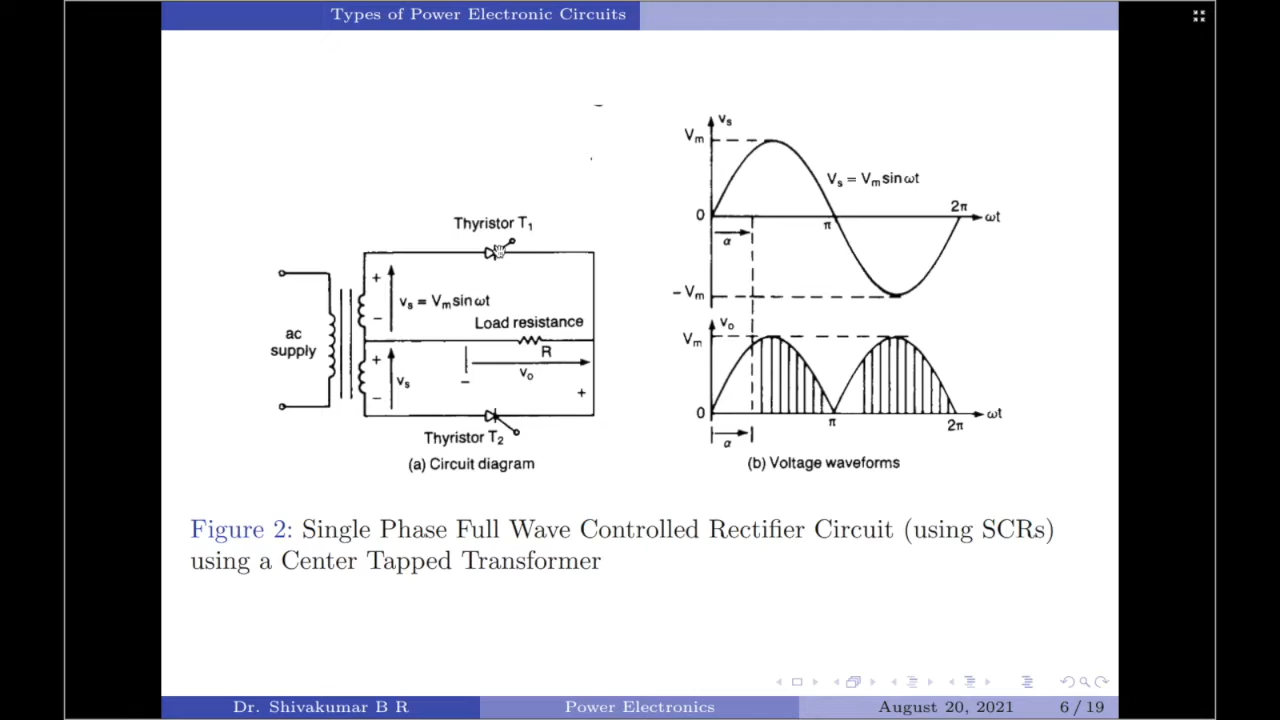 Types of Power Electronic Circuits
Thyristor T₁
+
vₛ = Vₘ sin ωt
−
Load resistance
ac
supply
R
+
vₛ
−
−
vₒ
+
Thyristor T₂
(a) Circuit diagram
vₛ
Vₘ
Vₛ = Vₘ sin ωt
0
π
2π
ωt
α
− Vₘ
vₒ
Vₘ
0
π
2π
ωt
α
(b) Voltage waveforms
Figure 2: Single Phase Full Wave Controlled Rectifier Circuit (using SCRs)
using a Center Tapped Transformer
Dr. Shivakumar B R
Power Electronics
August 20, 2021
6 / 19